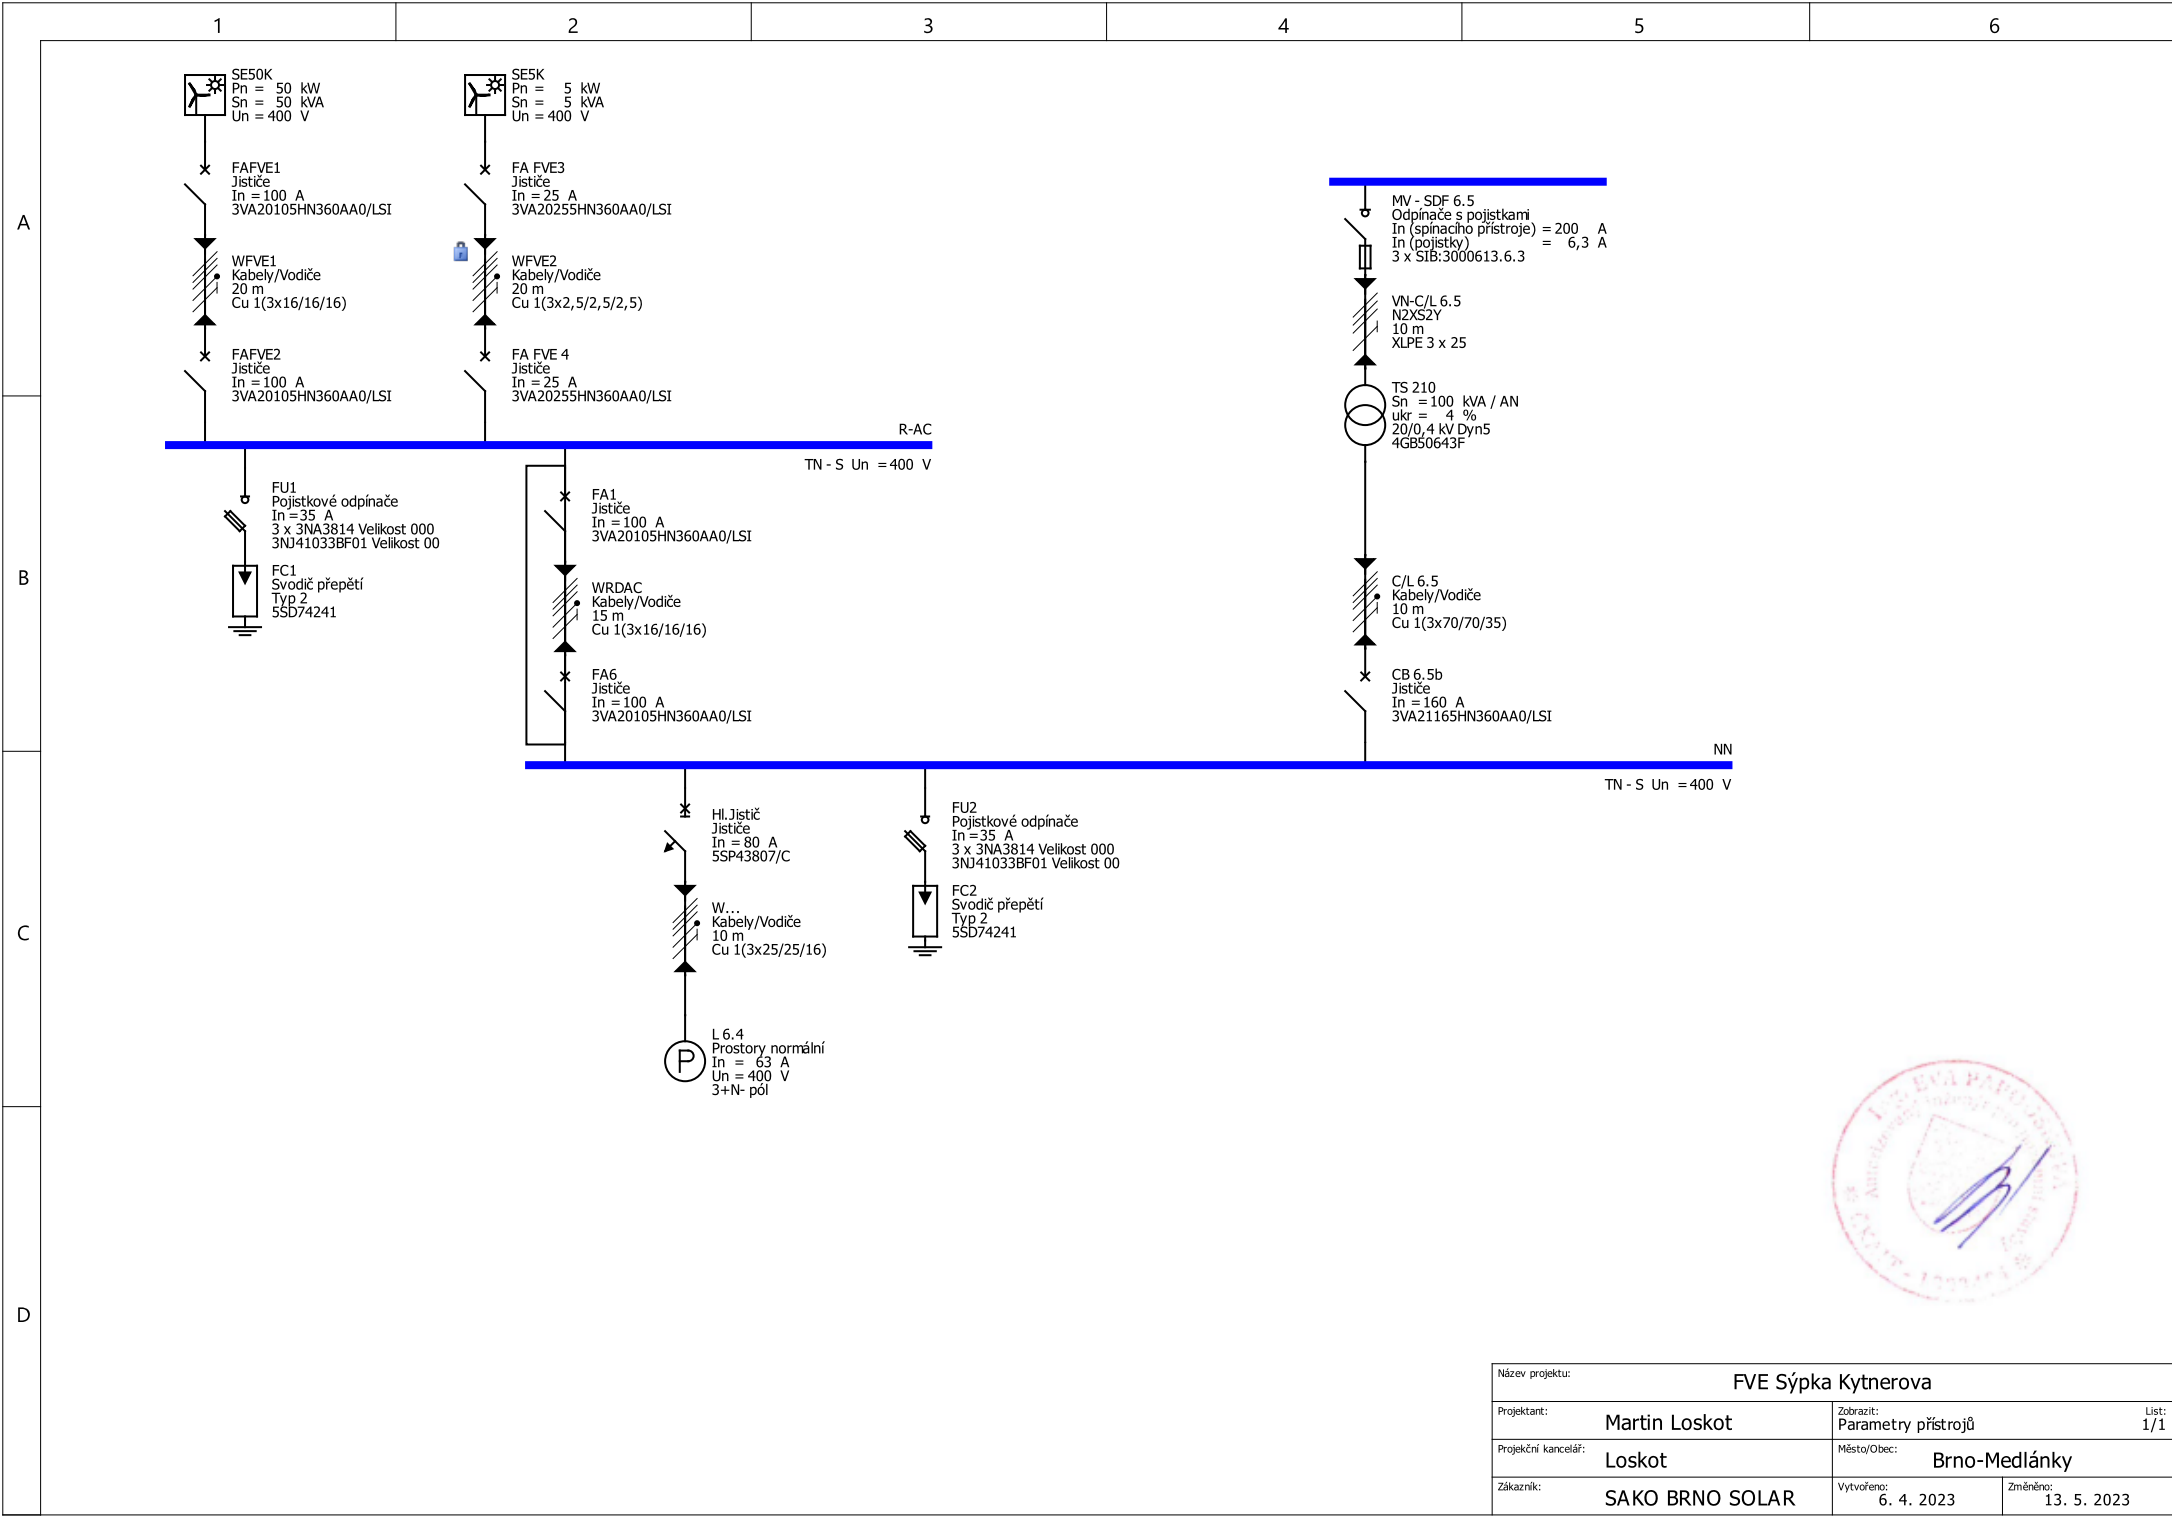 1 2 3 4 5 6
A
B
C
D
SE50K
Pn = 50 kW
Sn = 50 kVA
Un = 400 V
FAFVE1
Jističe
In = 100 A
3VA20105HN360AA0/LSI
WFVE1
Kabely/Vodiče
20 m
Cu 1(3x16/16/16)
FAFVE2
Jističe
In = 100 A
3VA20105HN360AA0/LSI
SE5K
Pn = 5 kW
Sn = 5 kVA
Un = 400 V
FA FVE3
Jističe
In = 25 A
3VA20255HN360AA0/LSI
WFVE2
Kabely/Vodiče
20 m
Cu 1(3x2,5/2,5/2,5)
FA FVE 4
Jističe
In = 25 A
3VA20255HN360AA0/LSI
MV - SDF 6.5
Odpínače s pojistkami
In (spínacího přístroje) = 200 A
In (pojistky) = 6,3 A
3 x SIB:3000613.6.3
VN-C/L 6.5
N2XS2Y
10 m
XLPE 3 x 25
TS 210
Sn = 100 kVA / AN
ukr = 4 %
20/0,4 kV Dyn5
4GB50643F
R-AC
TN - S Un = 400 V
FU1
Pojistkové odpínače
In = 35 A
3 x 3NA3814 Velikost 000
3NJ41033BF01 Velikost 00
FC1
Svodič přepětí
Typ 2
5SD74241
FA1
Jističe
In = 100 A
3VA20105HN360AA0/LSI
WRDAC
Kabely/Vodiče
15 m
Cu 1(3x16/16/16)
FA6
Jističe
In = 100 A
3VA20105HN360AA0/LSI
C/L 6.5
Kabely/Vodiče
10 m
Cu 1(3x70/70/35)
CB 6.5b
Jističe
In = 160 A
3VA21165HN360AA0/LSI
NN
TN - S Un = 400 V
Hl.Jistič
Jističe
In = 80 A
5SP43807/C
W...
Kabely/Vodiče
10 m
Cu 1(3x25/25/16)
L 6.4
Prostory normální
In = 63 A
Un = 400 V
3+N- pól
P
FU2
Pojistkové odpínače
In = 35 A
3 x 3NA3814 Velikost 000
3NJ41033BF01 Velikost 00
FC2
Svodič přepětí
Typ 2
5SD74241
EVA
Název projektu: FVE Sýpka Kytnerova
Projektant: Martin Loskot
Zobrazit: Parametry přístrojů
List: 1/1
Projekční kancelář: Loskot
Město/Obec: Brno-Medlánky
Zákazník: SAKO BRNO SOLAR
Vytvořeno: 6. 4. 2023
Změněno: 13. 5. 2023